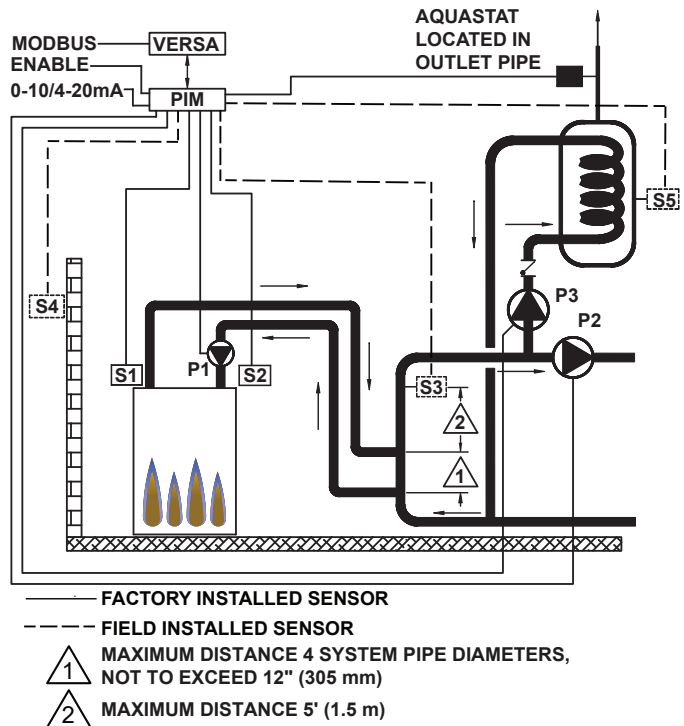 AQUASTAT
LOCATED IN
OUTLET PIPE
MODBUS
VERSA
ENABLE
0-10/4-20mA
PIM
S5
S4
P3
P2
S1
P1
S2
S3
2
1
FACTORY INSTALLED SENSOR
FIELD INSTALLED SENSOR
1
MAXIMUM DISTANCE 4 SYSTEM PIPE DIAMETERS,
NOT TO EXCEED 12" (305 mm)
2
MAXIMUM DISTANCE 5' (1.5 m)